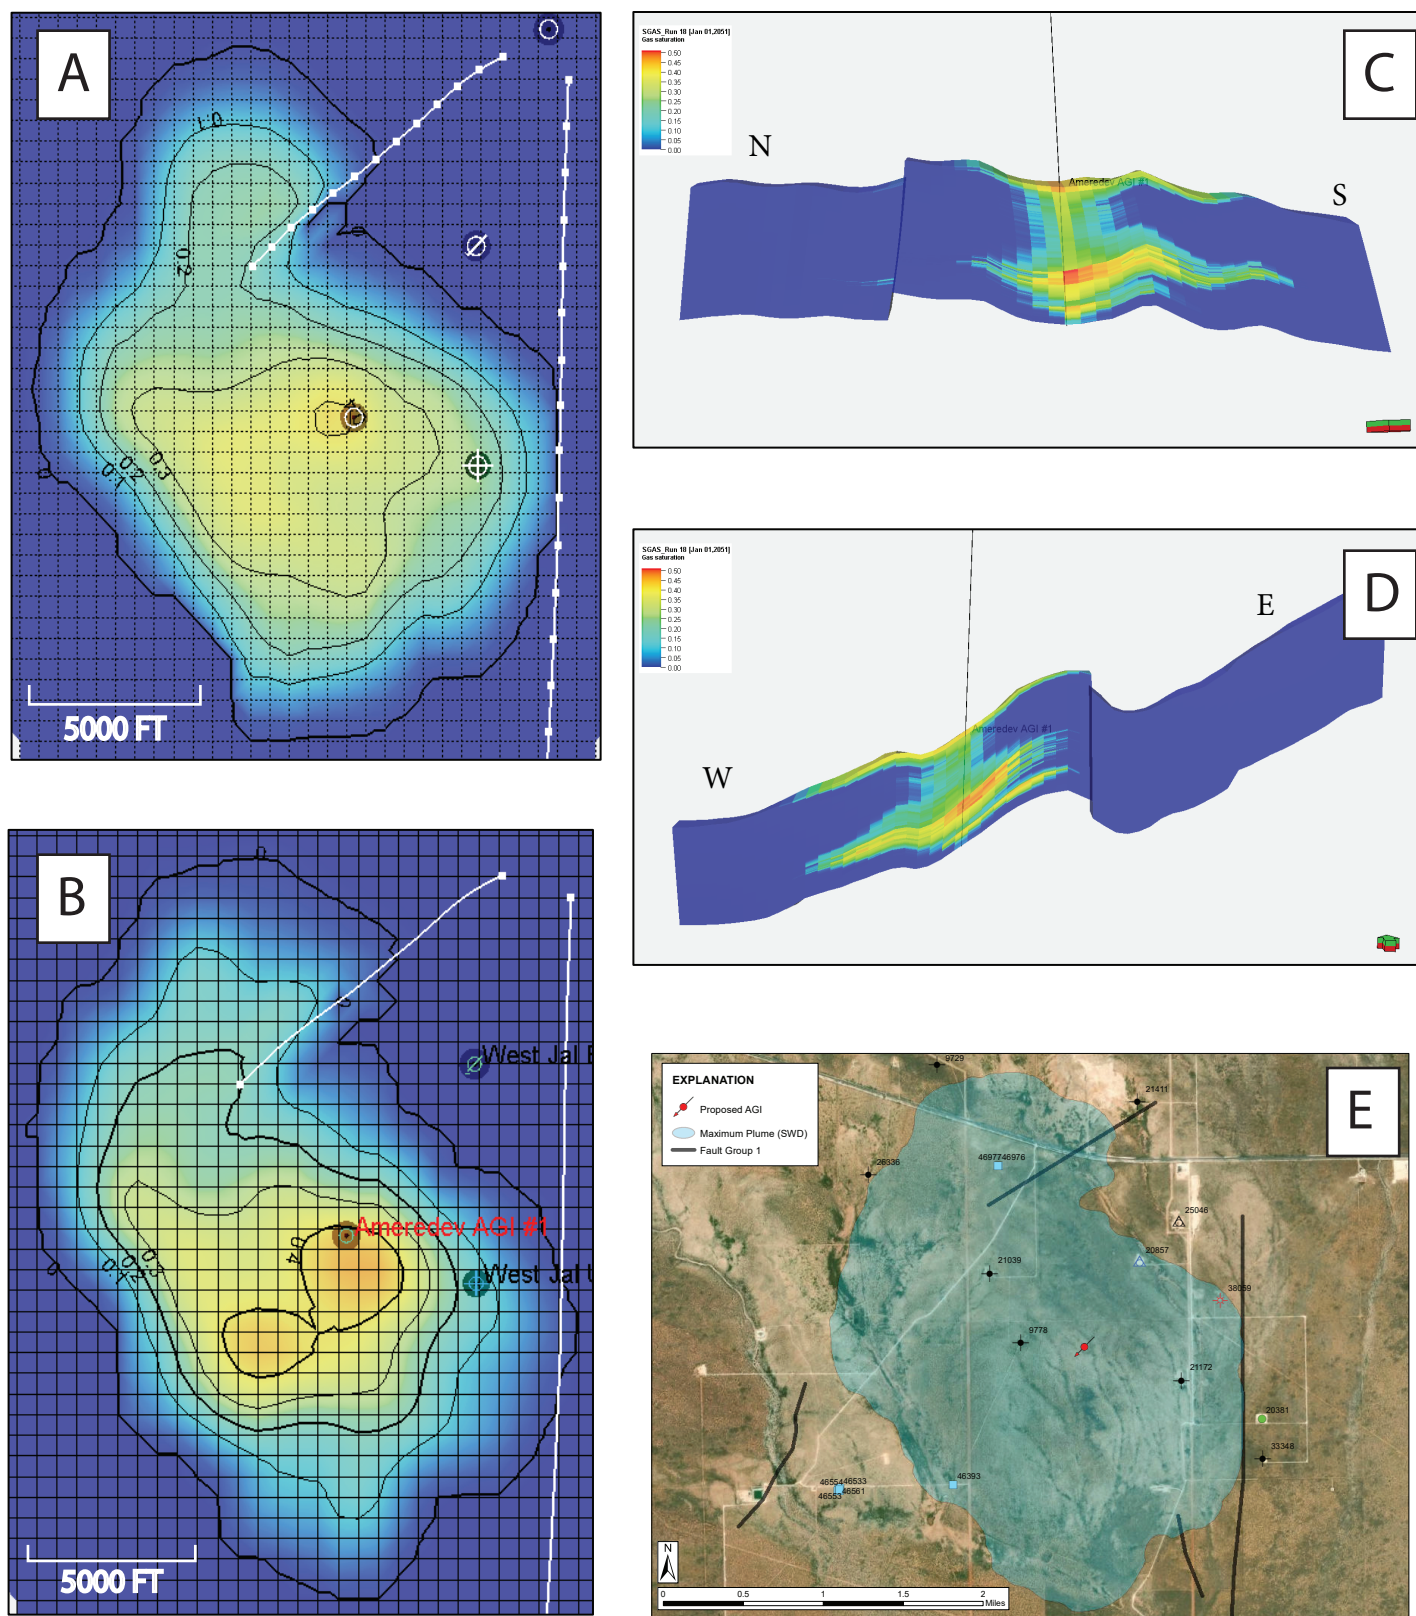 A
0.1
0.2
0
0.3
0.2
0.1
0
5000 FT
B
0
0
West Jal B
Ameredev AGI #1
0.4
West Jal U
0.3
0.2
0.1
0
5000 FT
SGAS_Run 18 [Jan 01,2051]
Gas saturation
0.50
0.45
0.40
0.35
0.30
0.25
0.20
0.15
0.10
0.05
0.00
C
N
Ameredev AGI #1
S
SGAS_Run 18 [Jan 01,2051]
Gas saturation
0.50
0.45
0.40
0.35
0.30
0.25
0.20
0.15
0.10
0.05
0.00
D
E
Ameredev AGI #1
W
EXPLANATION
Proposed AGI
Maximum Plume (SWD)
Fault Group 1
E
9729
21411
26336
4697746976
25046
21039
20857
38059
9778
21172
20381
33348
46393
4655446533
46553
46561
N
0
0.5
1
1.5
2
Miles